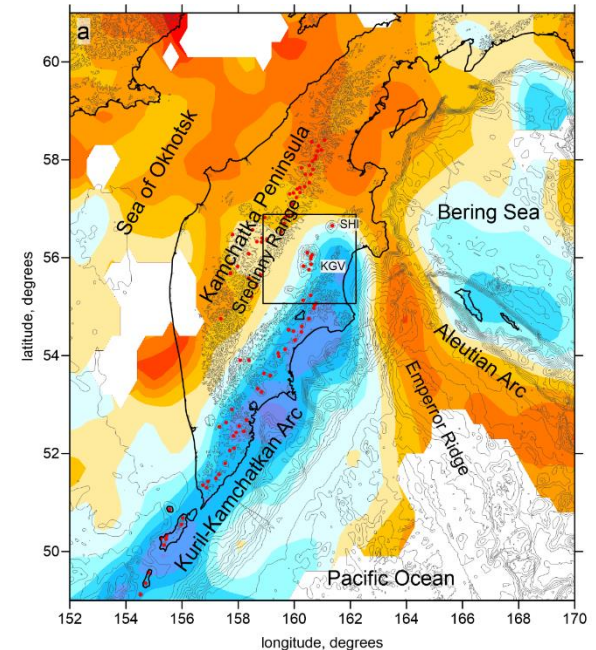 a
60
58
56
54
52
50
latitude, degrees
Sea of Okhotsk
Kamchatka Peninsula
Sredinny Range
SHI
KGV
Bering Sea
Aleutian Arc
Emperror Ridge
Kuril-Kamchatkan Arc
Pacific Ocean
152 154 156 158 160 162 164 166 168 170
longitude, degrees